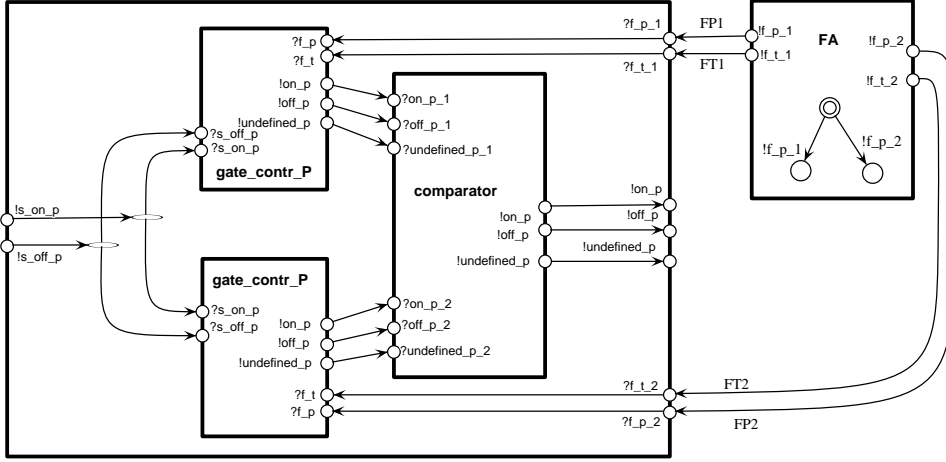 ?f_p_1
FP1
!f_p_1
FA
!f_p_2
?f_p
?f_t
?f_t_1
FT1
!f_t_1
!f_t_2
!on_p
!off_p
!undefined_p
?on_p_1
?off_p_1
?undefined_p_1
?s_off_p
?s_on_p
gate_contr_P
!f_p_1
!f_p_2
comparator
!s_on_p
!s_off_p
!on_p
!off_p
!undefined_p
!on_p
!off_p
!undefined_p
gate_contr_P
?s_on_p
?s_off_p
!on_p
!off_p
!undefined_p
?on_p_2
?off_p_2
?undefined_p_2
?f_t
?f_p
?f_t_2
FT2
?f_p_2
FP2